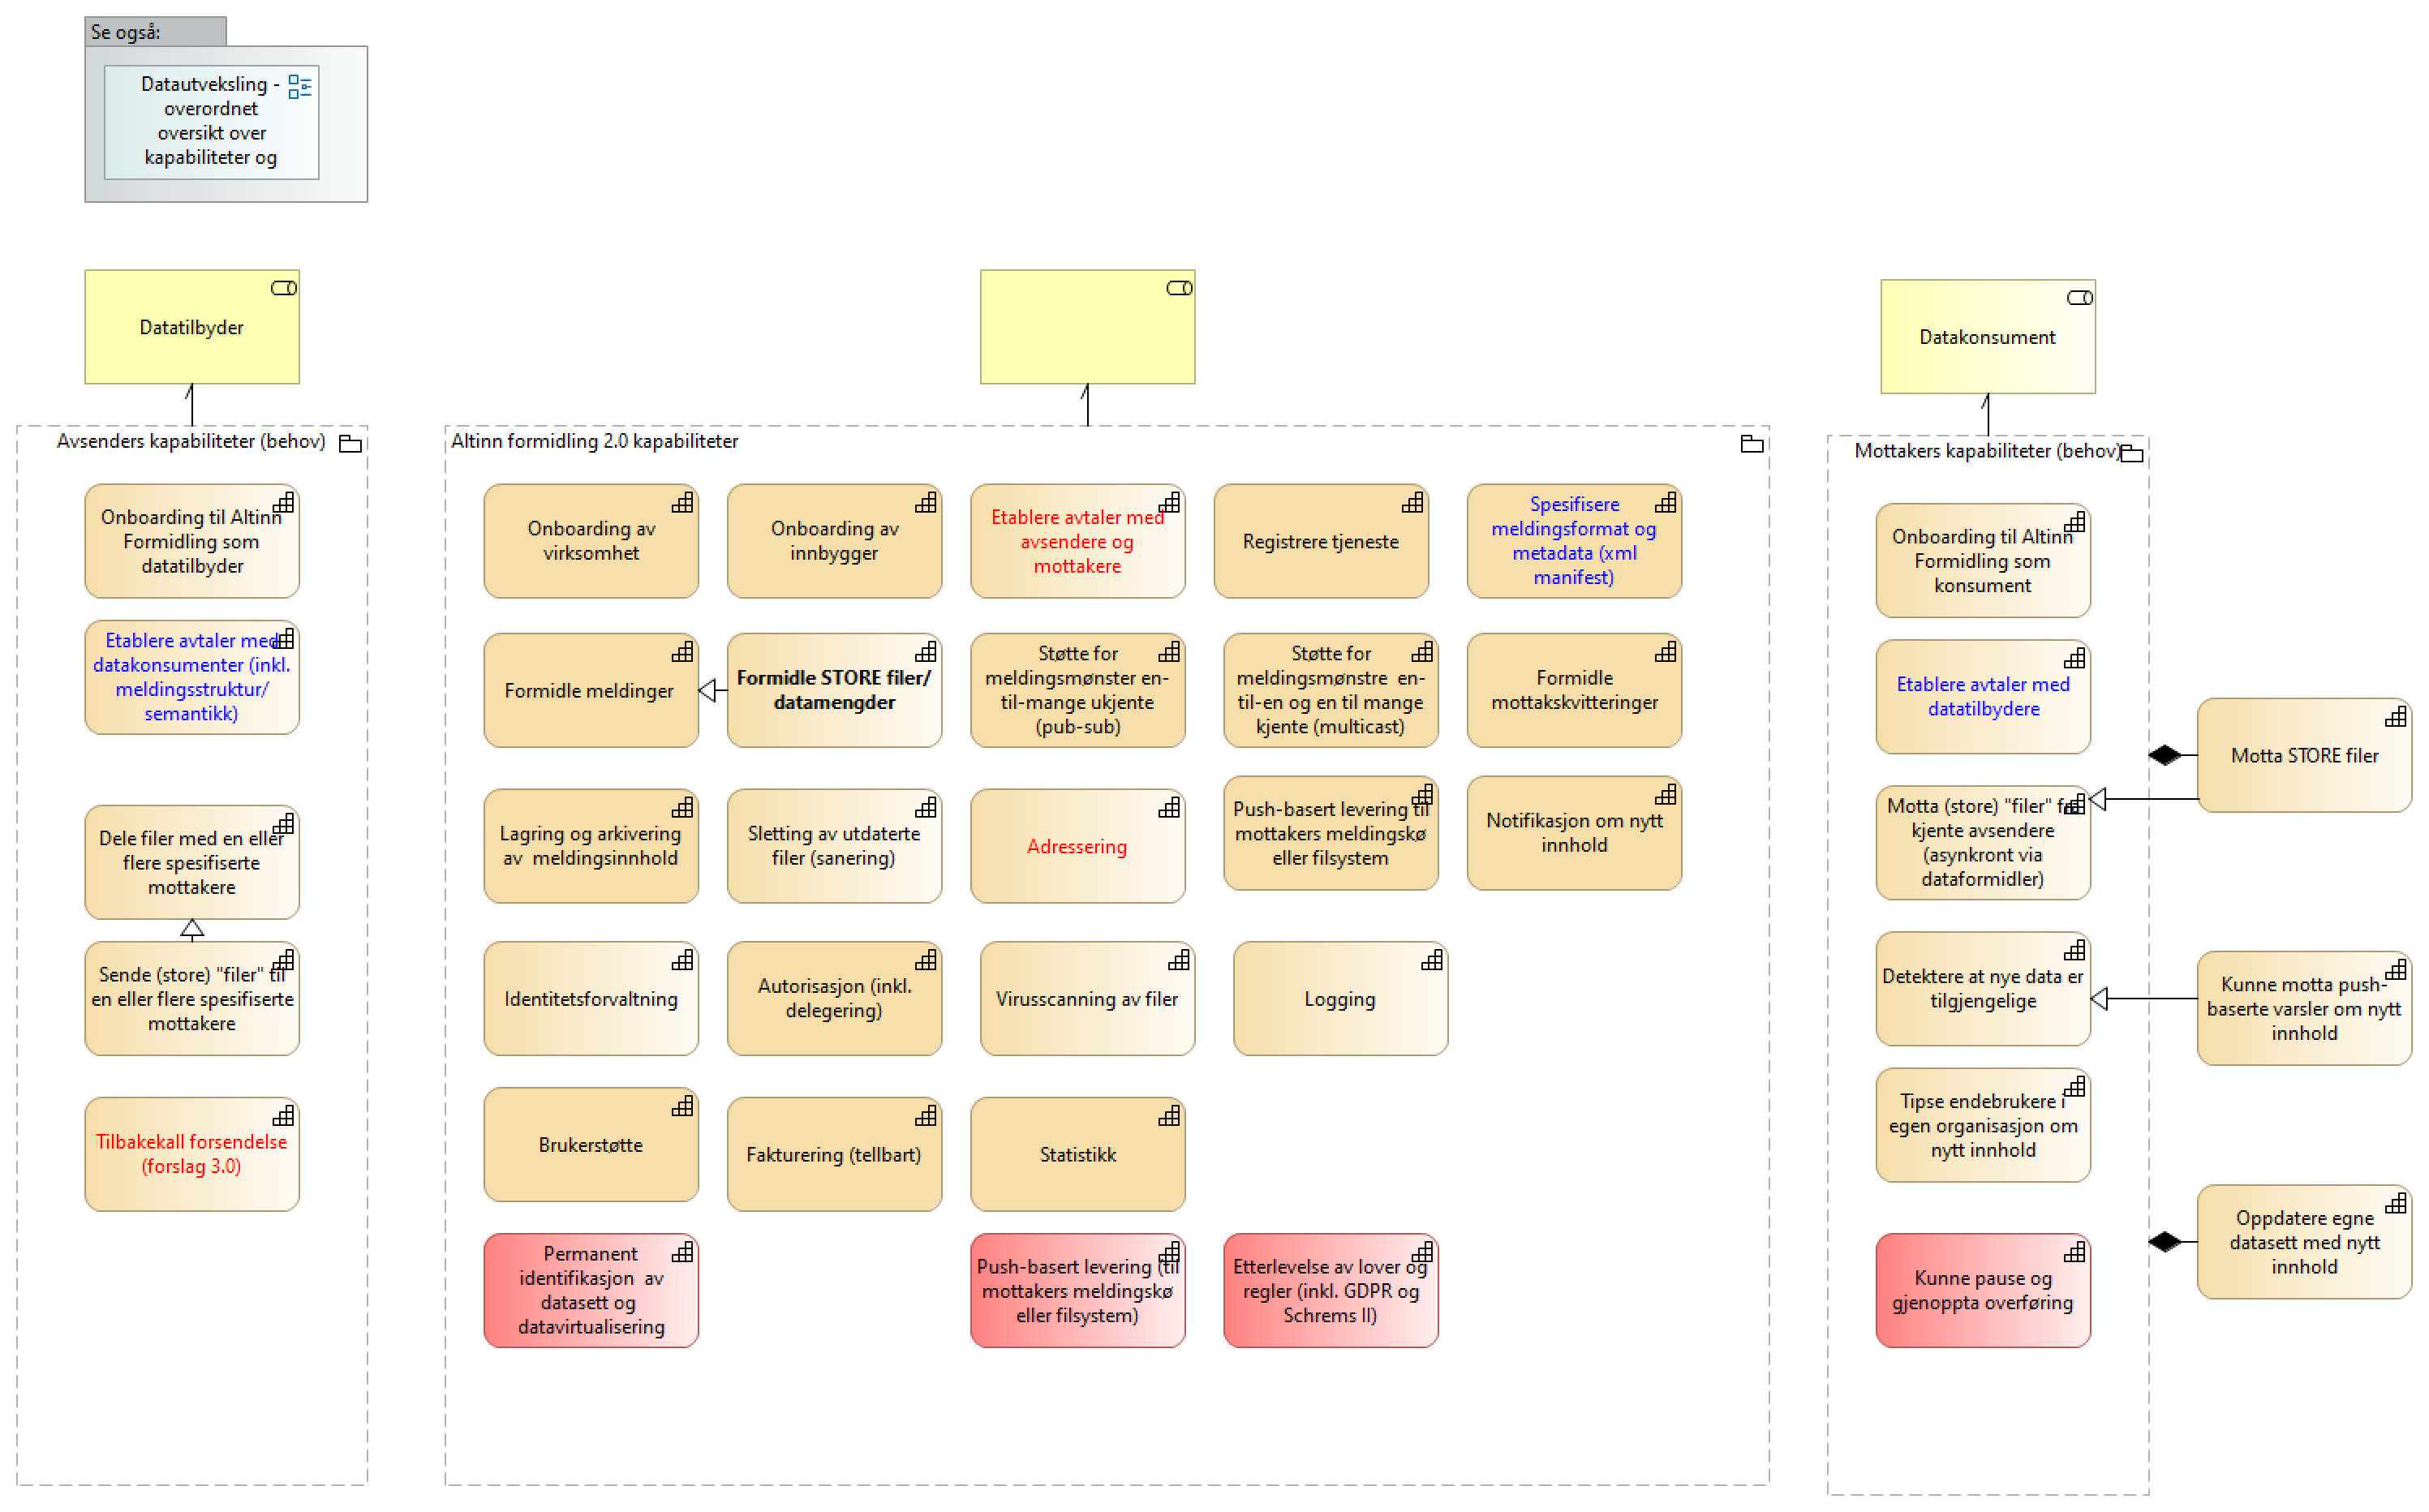 Se også:
Datautveksling -
overordnet
oversikt over
kapabiliteter og
Datatilbyder
Datakonsument
Avsenders kapabiliteter (behov)
Onboarding til Altinn
Formidling som
datatilbyder
Etablere avtaler med
datakonsumenter (inkl.
meldingsstruktur/
semantikk)
Dele filer med en eller
flere spesifiserte
mottakere
Sende (store) "filer" til
en eller flere spesifiserte
mottakere
Tilbakekall forsendelse
(forslag 3.0)
Altinn formidling 2.0 kapabiliteter
Onboarding av
virksomhet
Onboarding av
innbygger
Etablere avtaler med
avsendere og
mottakere
Registrere tjeneste
Spesifisere
meldingsformat og
metadata (xml
manifest)
Formidle meldinger
Formidle STORE filer/
datamengder
Støtte for
meldingsmønster en-
til-mange ukjente
(pub-sub)
Støtte for
meldingsmønstre  en-
til-en og en til mange
kjente (multicast)
Formidle
mottakskvitteringer
Lagring og arkivering
av  meldingsinnhold
Sletting av utdaterte
filer (sanering)
Adressering
Push-basert levering til
mottakers meldingskø
eller filsystem
Notifikasjon om nytt
innhold
Identitetsforvaltning
Autorisasjon (inkl.
delegering)
Virusscanning av filer
Logging
Brukerstøtte
Fakturering (tellbart)
Statistikk
Permanent
identifikasjon  av
datasett og
datavirtualisering
Push-basert levering (til
mottakers meldingskø
eller filsystem)
Etterlevelse av lover og
regler (inkl. GDPR og
Schrems II)
Mottakers kapabiliteter (behov)
Onboarding til Altinn
Formidling som
konsument
Etablere avtaler med
datatilbydere
Motta (store) "filer" fra
kjente avsendere
(asynkront via
dataformidler)
Detektere at nye data er
tilgjengelige
Tipse endebrukere i
egen organisasjon om
nytt innhold
Kunne pause og
gjenoppta overføring
Motta STORE filer
Kunne motta push-
baserte varsler om nytt
innhold
Oppdatere egne
datasett med nytt
innhold